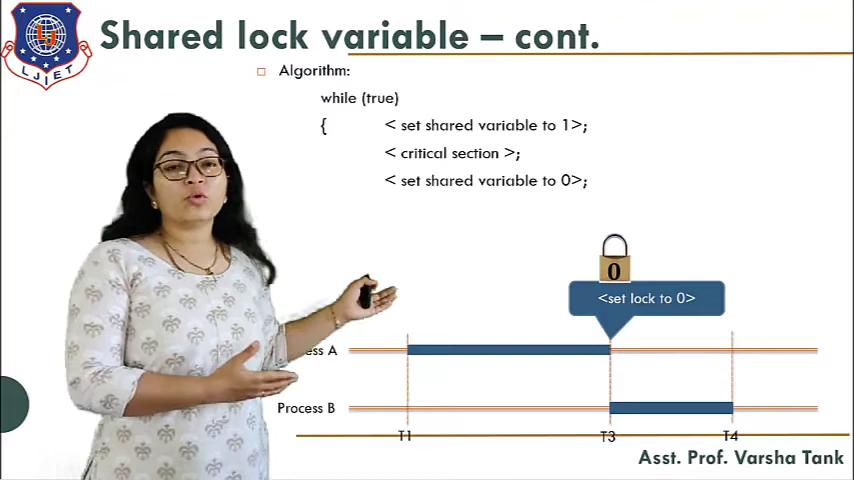 Shared lock variable – cont.
LJIET
Algorithm:
while (true)
{ < set shared variable to 1>;
< critical section >;
< set shared variable to 0>;
0
<set lock to 0>
A
Process B
T1 T3 T4
Asst. Prof. Varsha Tank